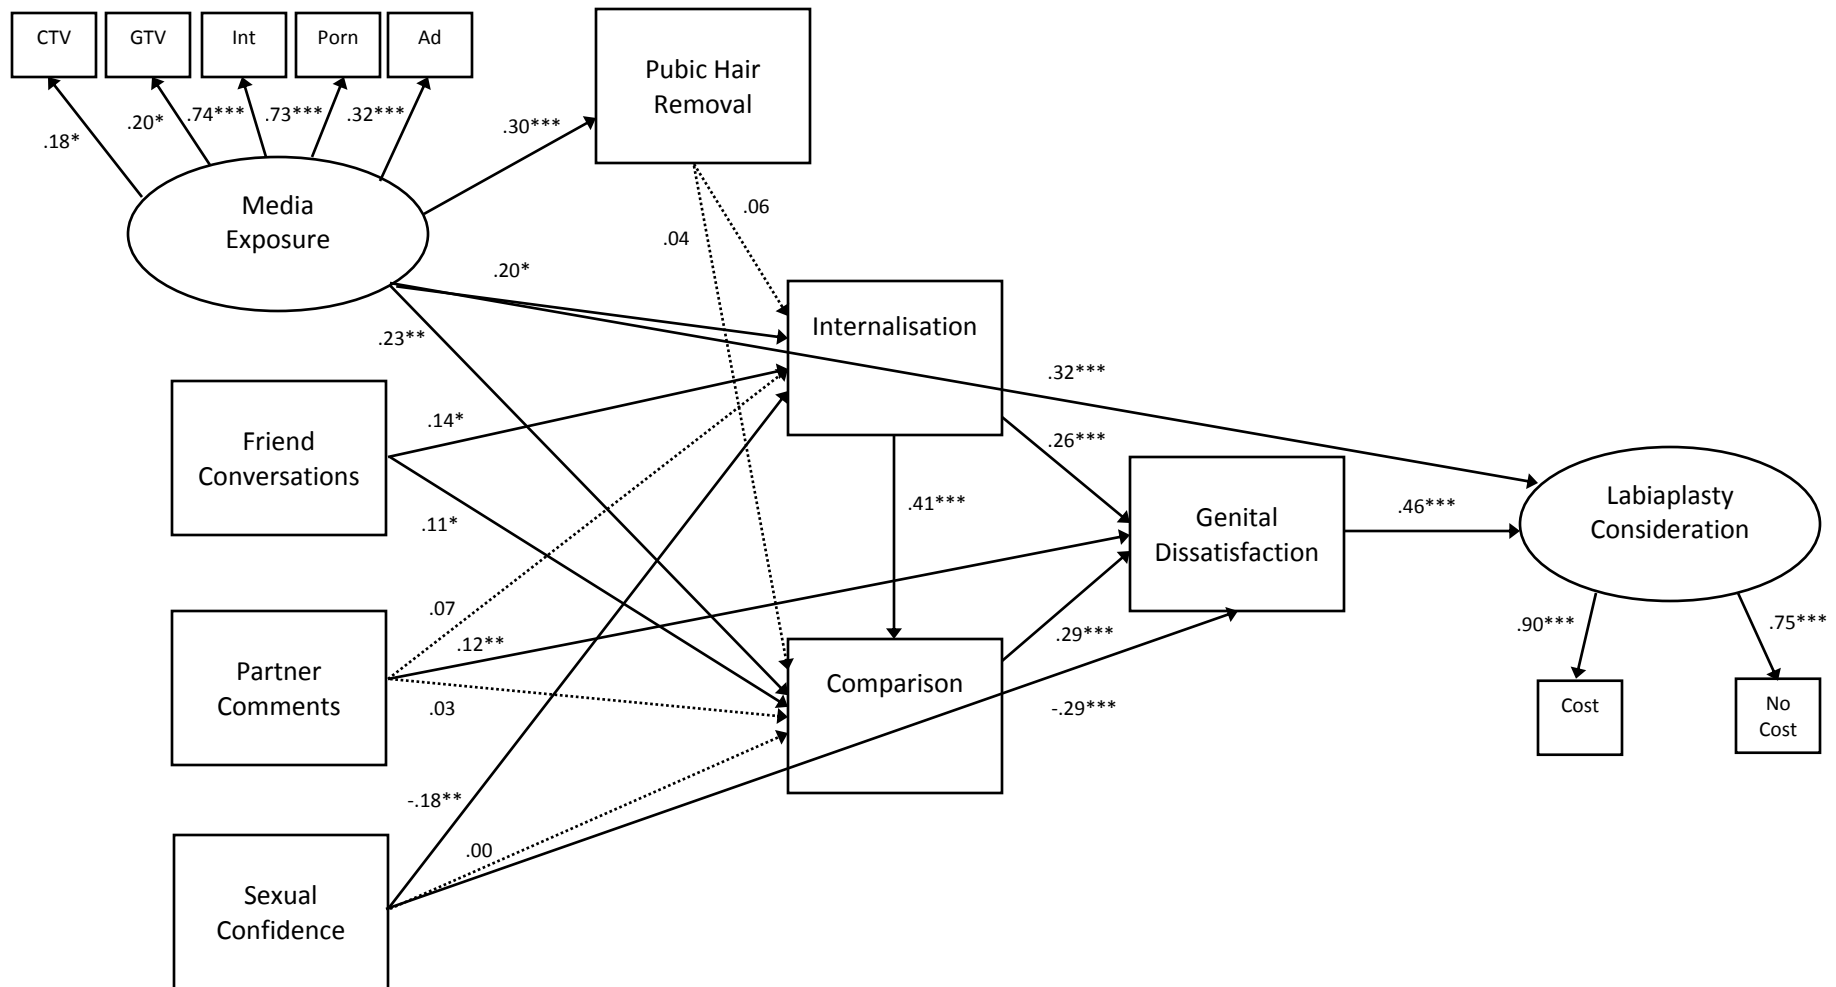 CTV
GTV
Int
Porn
Ad
Pubic Hair
Removal
.18*
.20*
.74***
.73***
.32***
.30***
Media
Exposure
.06
.04
.20*
.23**
Internalisation
.32***
Friend
Conversations
.14*
.11*
.26***
.41***
Genital
Dissatisfaction
.46***
Labiaplasty
Consideration
.07
.12**
.03
Partner
Comments
.29***
-.29***
Comparison
.90***
.75***
Cost
No
Cost
-.18**
.00
Sexual
Confidence